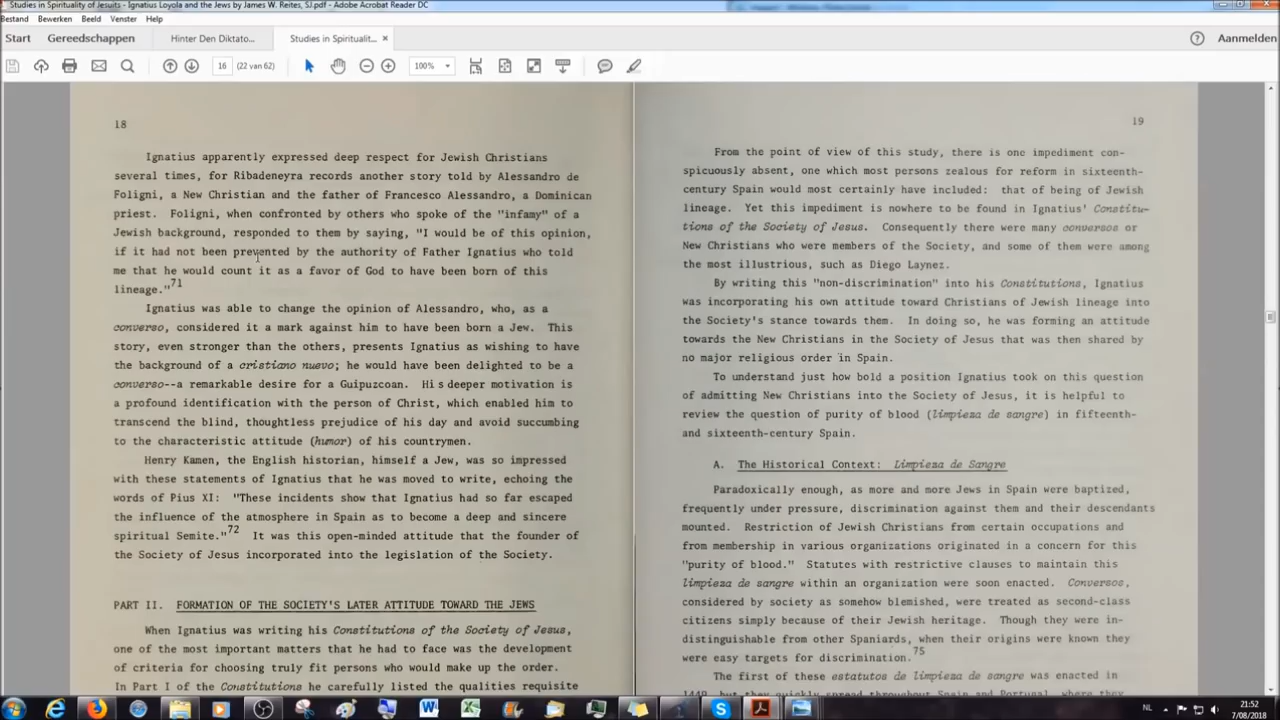 Studies in Spirituality of Jesuits - Ignatius Loyola and the Jews by James W. Reites, SJ.pdf - Adobe Acrobat Reader DC
Bestand Bewerken Beeld Venster Help
Start Gereedschappen Hinter Den Diktato... Studies in Spiritualit... × Aanmelden
16 (22 van 62) 100%
18
Ignatius apparently expressed deep respect for Jewish Christians
several times, for Ribadeneyra records another story told by Alessandro de
Foligni, a New Christian and the father of Francesco Alessandro, a Dominican
priest. Foligni, when confronted by others who spoke of the "infamy" of a
Jewish background, responded to them by saying, "I would be of this opinion,
if it had not been prevented by the authority of Father Ignatius who told
me that he would count it as a favor of God to have been born of this
lineage."71
Ignatius was able to change the opinion of Alessandro, who, as a
converso, considered it a mark against him to have been born a Jew. This
story, even stronger than the others, presents Ignatius as wishing to have
the background of a cristiano nuevo; he would have been delighted to be a
converso--a remarkable desire for a Guipuzcoan. His deeper motivation is
a profound identification with the person of Christ, which enabled him to
transcend the blind, thoughtless prejudice of his day and avoid succumbing
to the characteristic attitude (humor) of his countrymen.
Henry Kamen, the English historian, himself a Jew, was so impressed
with these statements of Ignatius that he was moved to write, echoing the
words of Pius XI: "These incidents show that Ignatius had so far escaped
the influence of the atmosphere in Spain as to become a deep and sincere
spiritual Semite."72 It was this open-minded attitude that the founder of
the Society of Jesus incorporated into the legislation of the Society.
PART II. FORMATION OF THE SOCIETY'S LATER ATTITUDE TOWARD THE JEWS
When Ignatius was writing his Constitutions of the Society of Jesus,
one of the most important matters that he had to face was the development
of criteria for choosing truly fit persons who would make up the order.
In Part I of the Constitutions he carefully listed the qualities requisite
19
From the point of view of this study, there is one impediment con-
spicuously absent, one which most persons zealous for reform in sixteenth-
century Spain would most certainly have included: that of being of Jewish
lineage. Yet this impediment is nowhere to be found in Ignatius' Constitu-
tions of the Society of Jesus. Consequently there were many conversos or
New Christians who were members of the Society, and some of them were among
the most illustrious, such as Diego Laynez.
By writing this "non-discrimination" into his Constitutions, Ignatius
was incorporating his own attitude toward Christians of Jewish lineage into
the Society's stance towards them. In doing so, he was forming an attitude
towards the New Christians in the Society of Jesus that was then shared by
no major religious order in Spain.
To understand just how bold a position Ignatius took on this question
of admitting New Christians into the Society of Jesus, it is helpful to
review the question of purity of blood (limpieza de sangre) in fifteenth-
and sixteenth-century Spain.
A. The Historical Context: Limpieza de Sangre
Paradoxically enough, as more and more Jews in Spain were baptized,
frequently under pressure, discrimination against them and their descendants
mounted. Restriction of Jewish Christians from certain occupations and
from membership in various organizations originated in a concern for this
"purity of blood." Statutes with restrictive clauses to maintain this
limpieza de sangre within an organization were soon enacted. Conversos,
considered by society as somehow blemished, were treated as second-class
citizens simply because of their Jewish heritage. Though they were in-
distinguishable from other Spaniards, when their origins were known they
were easy targets for discrimination.75
The first of these estatutos de limpieza de sangre was enacted in
1449, but they quickly spread throughout Spain and Portugal, where they
NL 21:52
7/08/2018